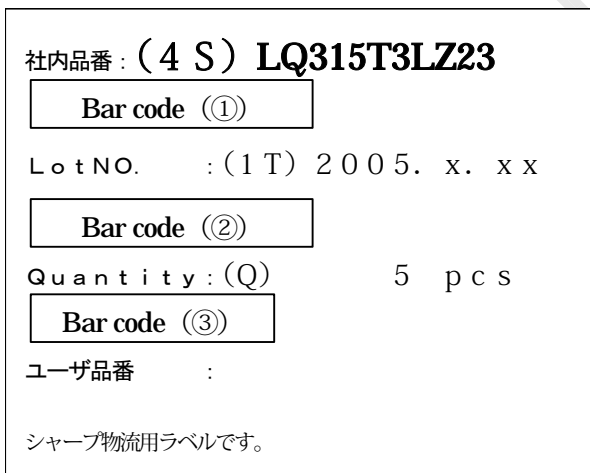 社内品番 : (４Ｓ) LQ315T3LZ23
Bar code (①)
ＬｏｔNO. : (１Ｔ) ２００５. ｘ. ｘｘ
Bar code (②)
Ｑｕａｎｔｉｔｙ : (Ｑ) ５ ｐｃｓ
Bar code (③)
ユーザ品番 :
シャープ物流用ラベルです。